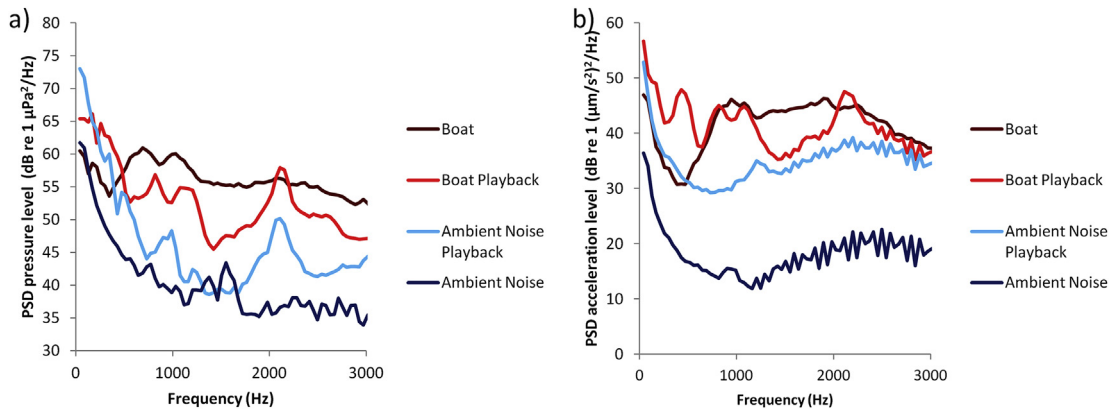 a)
PSD pressure level (dB re 1 µPa²/Hz)
80
75
70
65
60
55
50
45
40
35
30
0
1000
2000
3000
Frequency (Hz)
Boat
Boat Playback
Ambient Noise
Playback
Ambient Noise
b)
PSD acceleration level (dB re 1 (µm/s²)²/Hz)
60
50
40
30
20
10
0
0
1000
2000
3000
Frequency (Hz)
Boat
Boat Playback
Ambient Noise
Playback
Ambient Noise